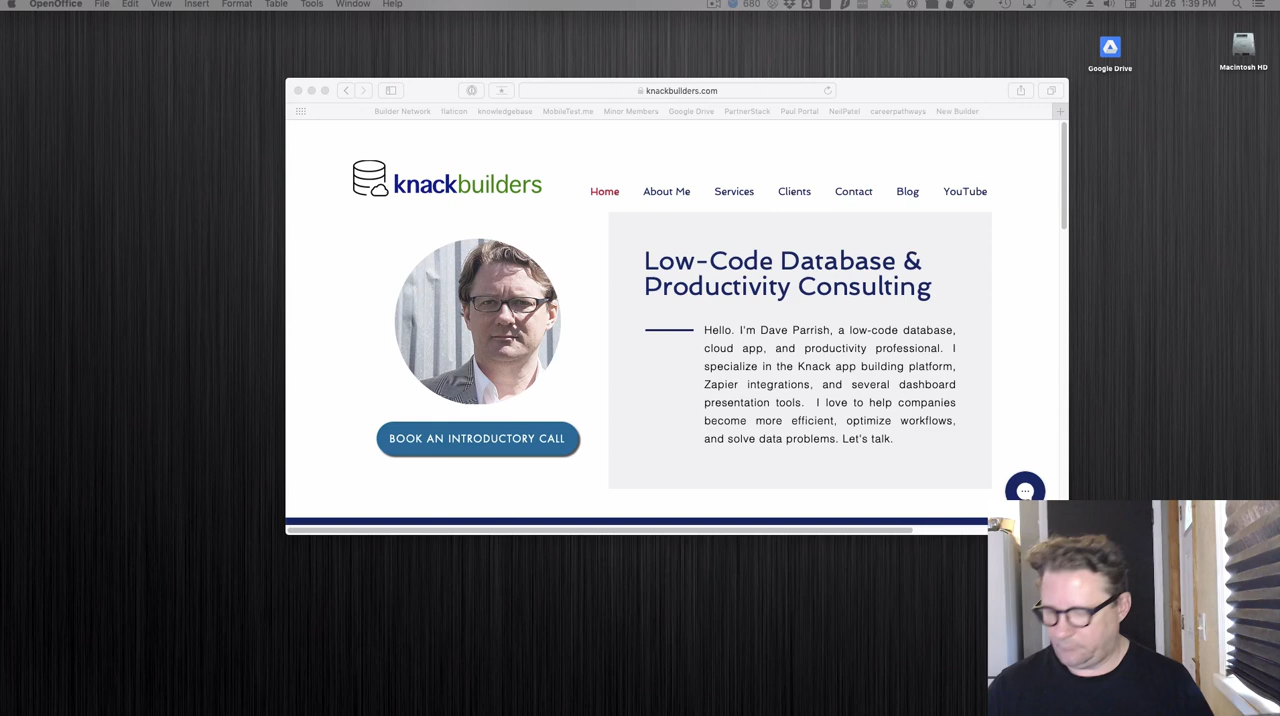 OpenOffice File Edit View Insert Format Table Tools Window Help 680 Jul 26 1:39 PM
Google Drive Macintosh HD
knackbuilders.com
Builder Network flaticon knowledgebase MobileTest.me Minor Members Google Drive PartnerStack Paul Portal NeilPatel careerpathways New Builder
knackbuilders
Home About Me Services Clients Contact Blog YouTube
Low-Code Database &
Productivity Consulting
Hello. I'm Dave Parrish, a low-code database,
cloud app, and productivity professional. I
specialize in the Knack app building platform,
Zapier integrations, and several dashboard
presentation tools. I love to help companies
become more efficient, optimize workflows,
and solve data problems. Let's talk.
BOOK AN INTRODUCTORY CALL